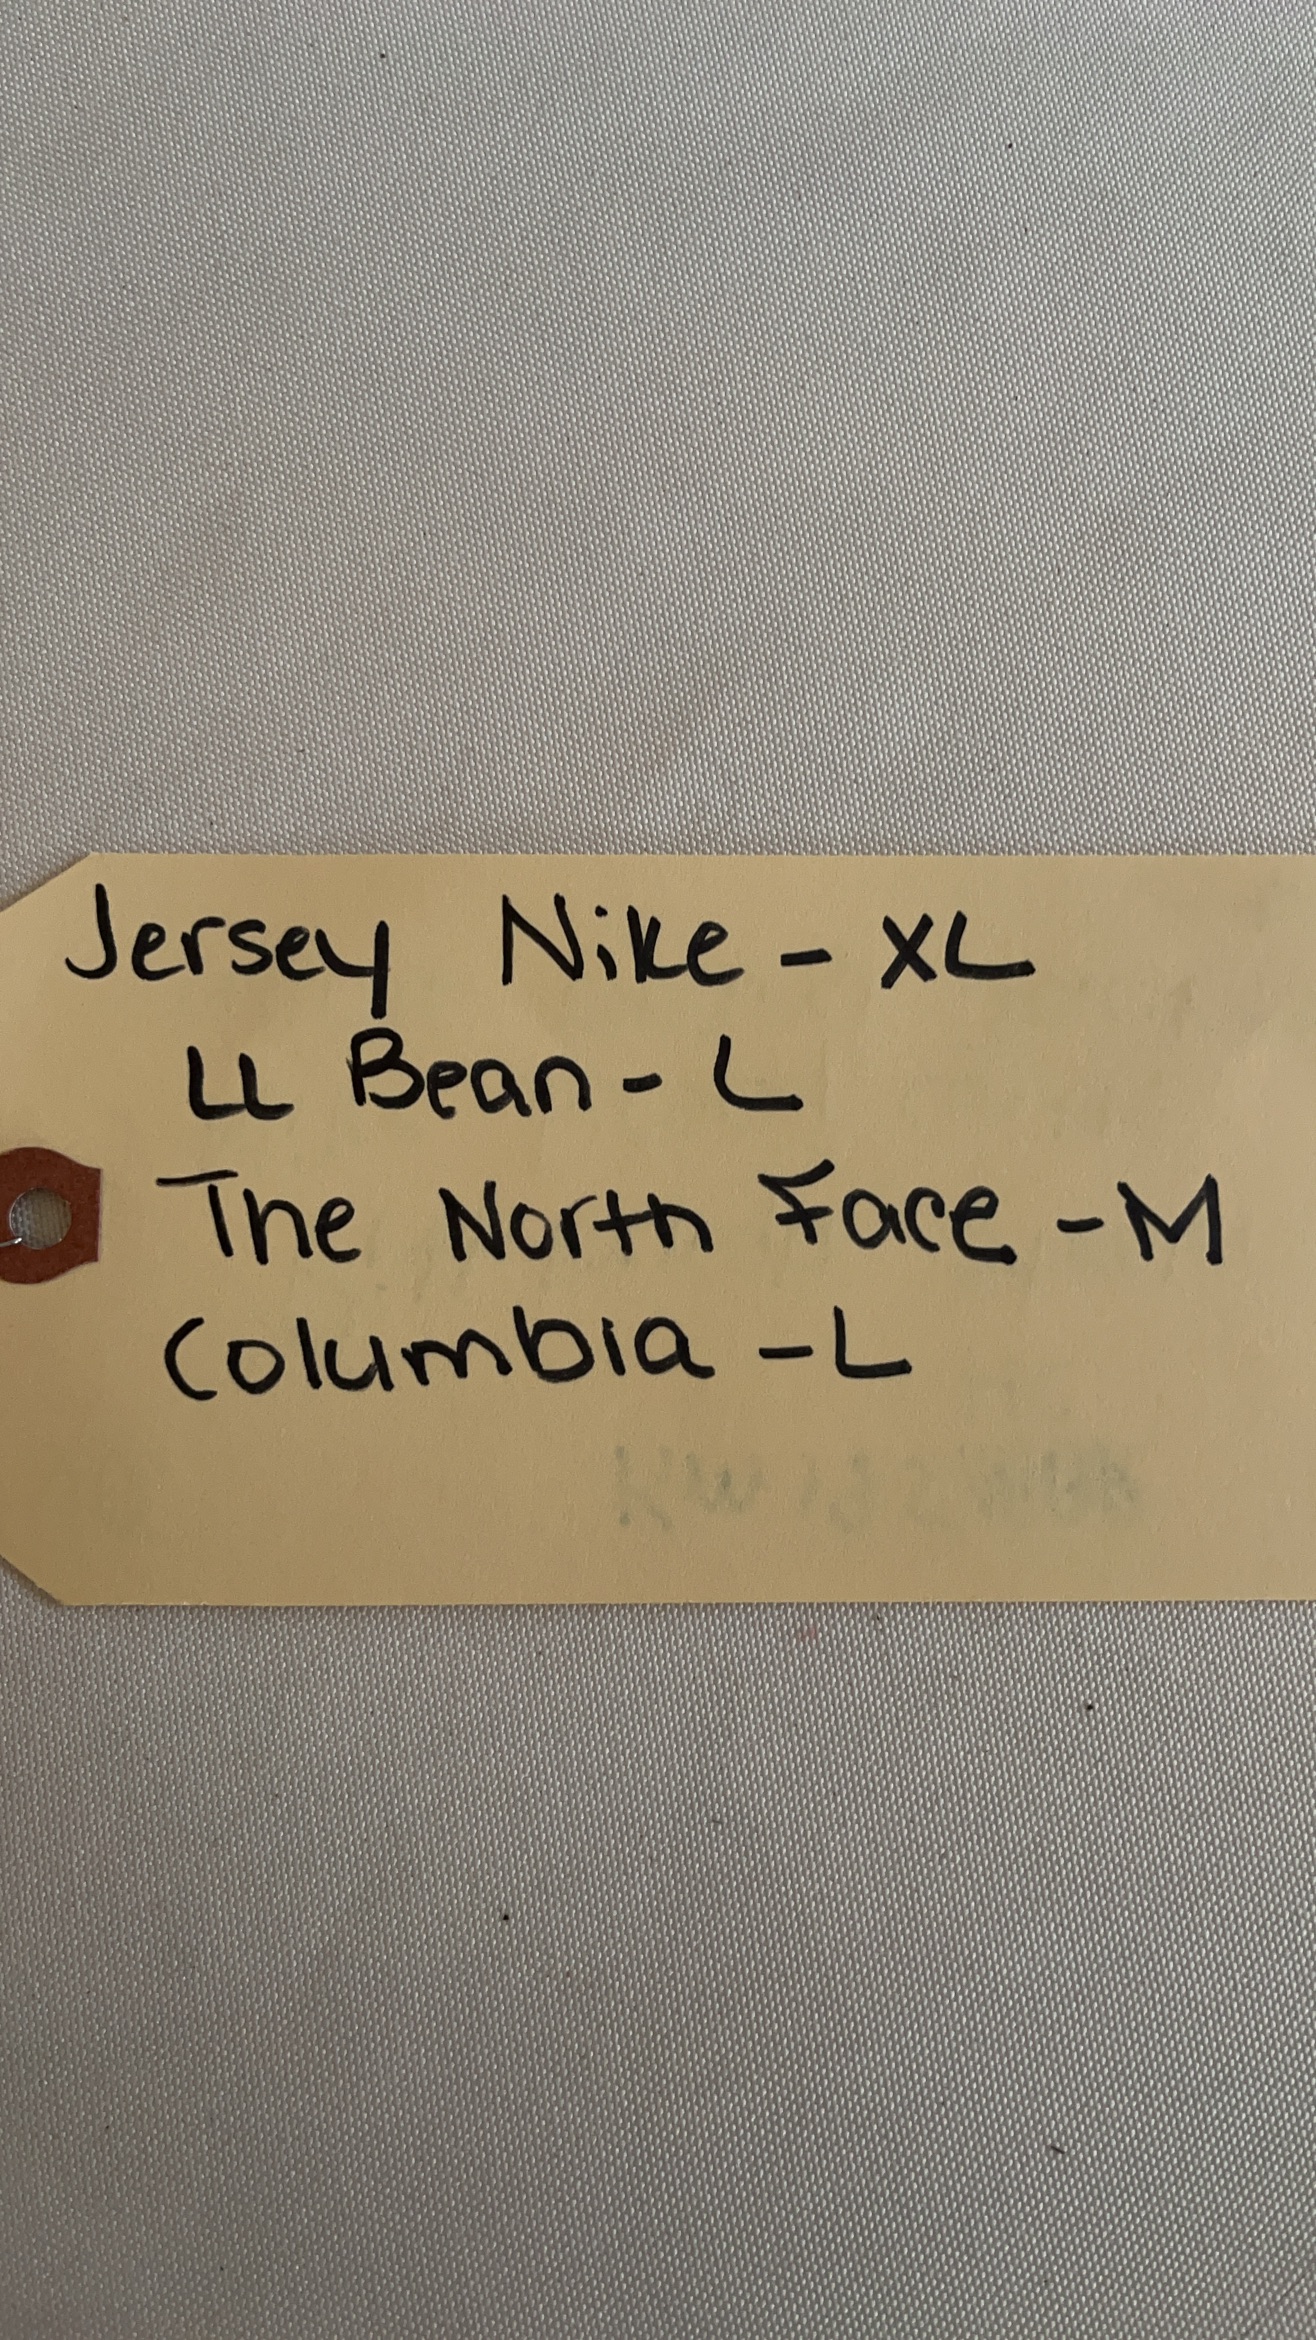 Jersey Nike - XL
LL Bean - L
The North Face - M
Columbia - L